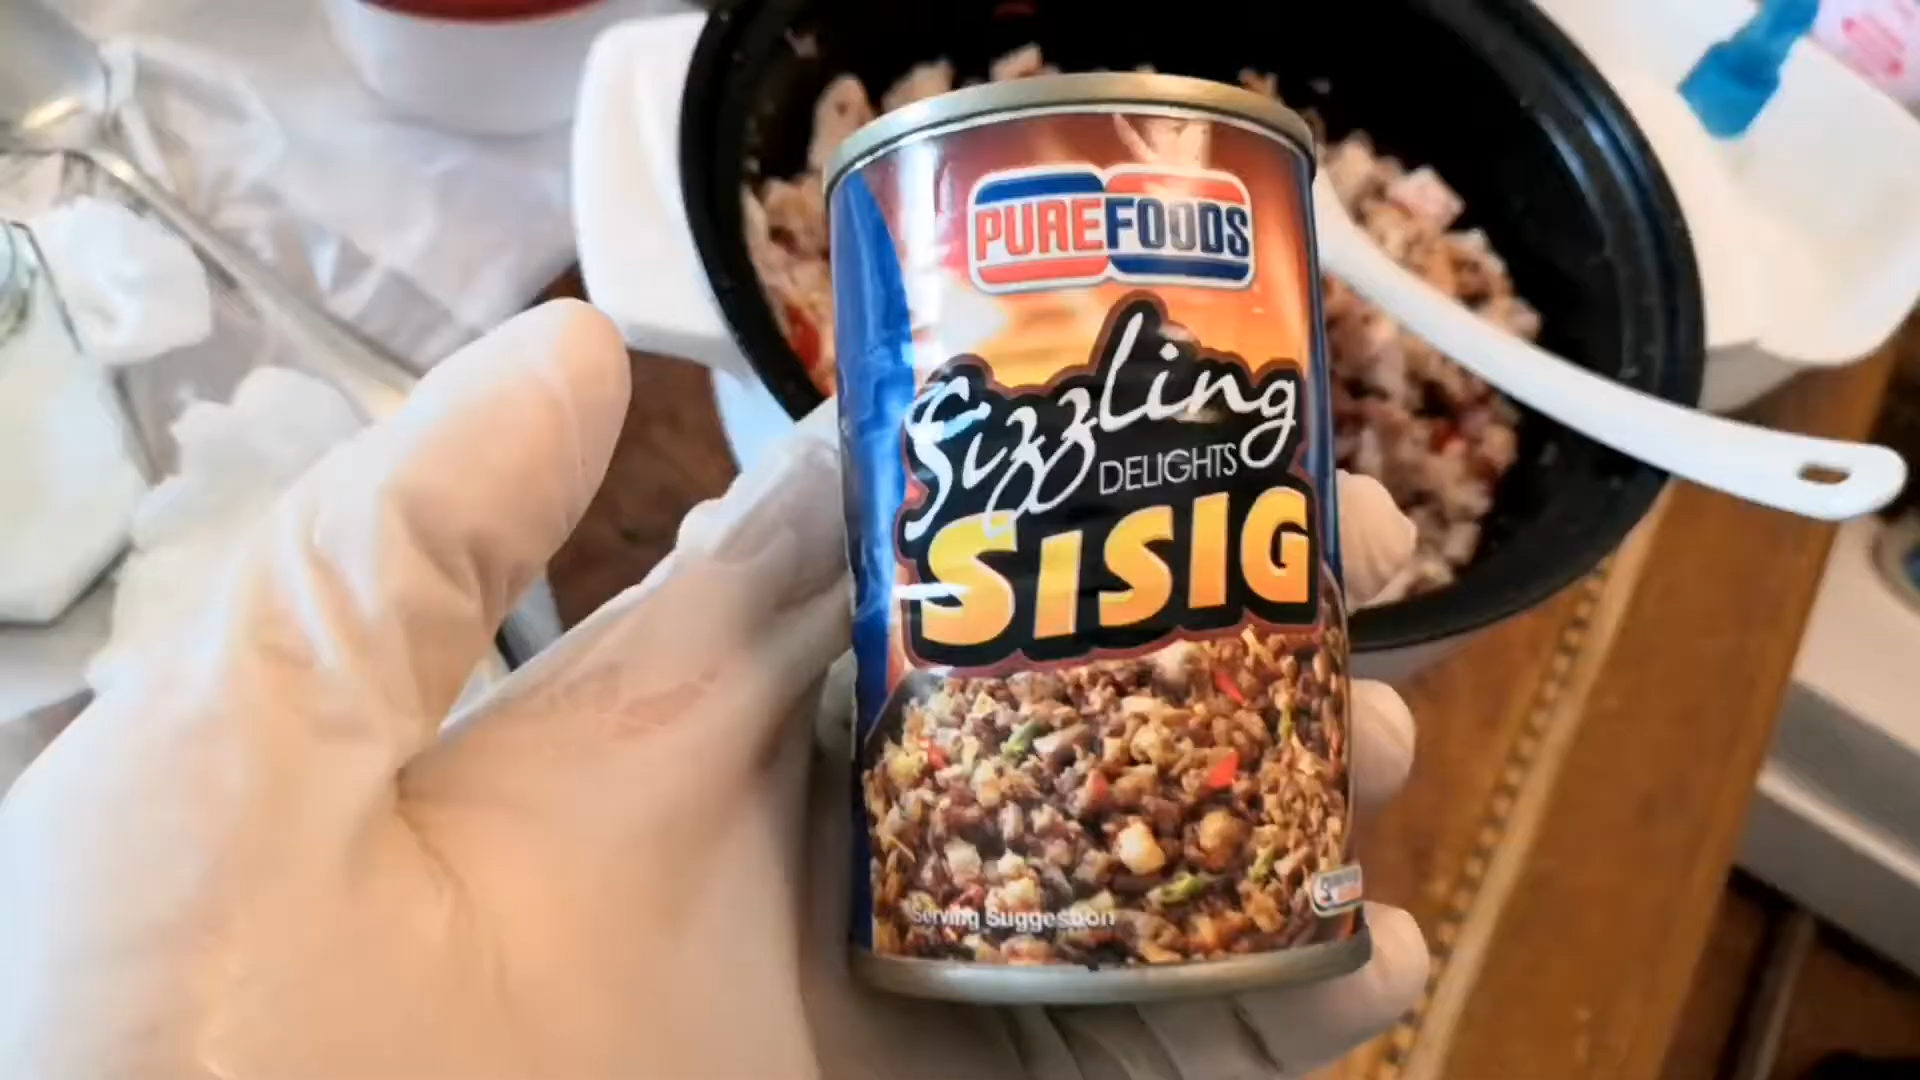 PUREFOODS
Sizzling
DELIGHTS
SISIG
Serving Suggestion